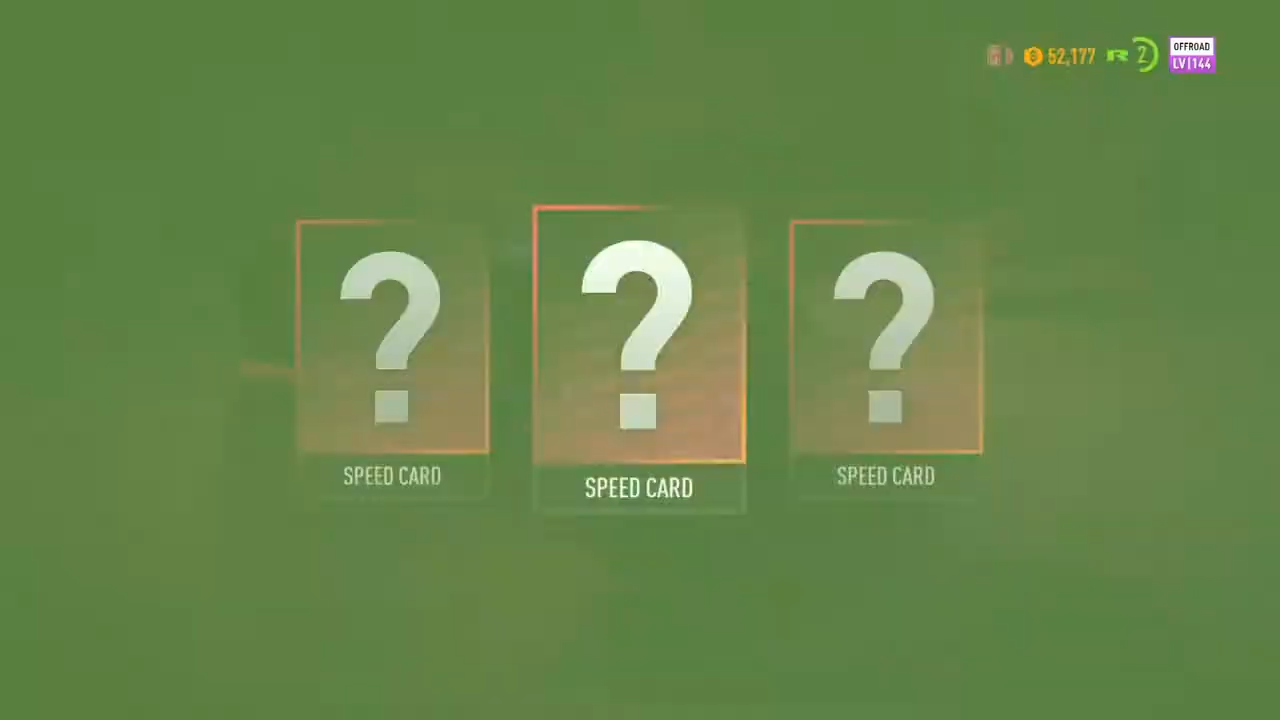 52,177
R 2
OFFROAD
LV|144
?
?
?
SPEED CARD
SPEED CARD
SPEED CARD